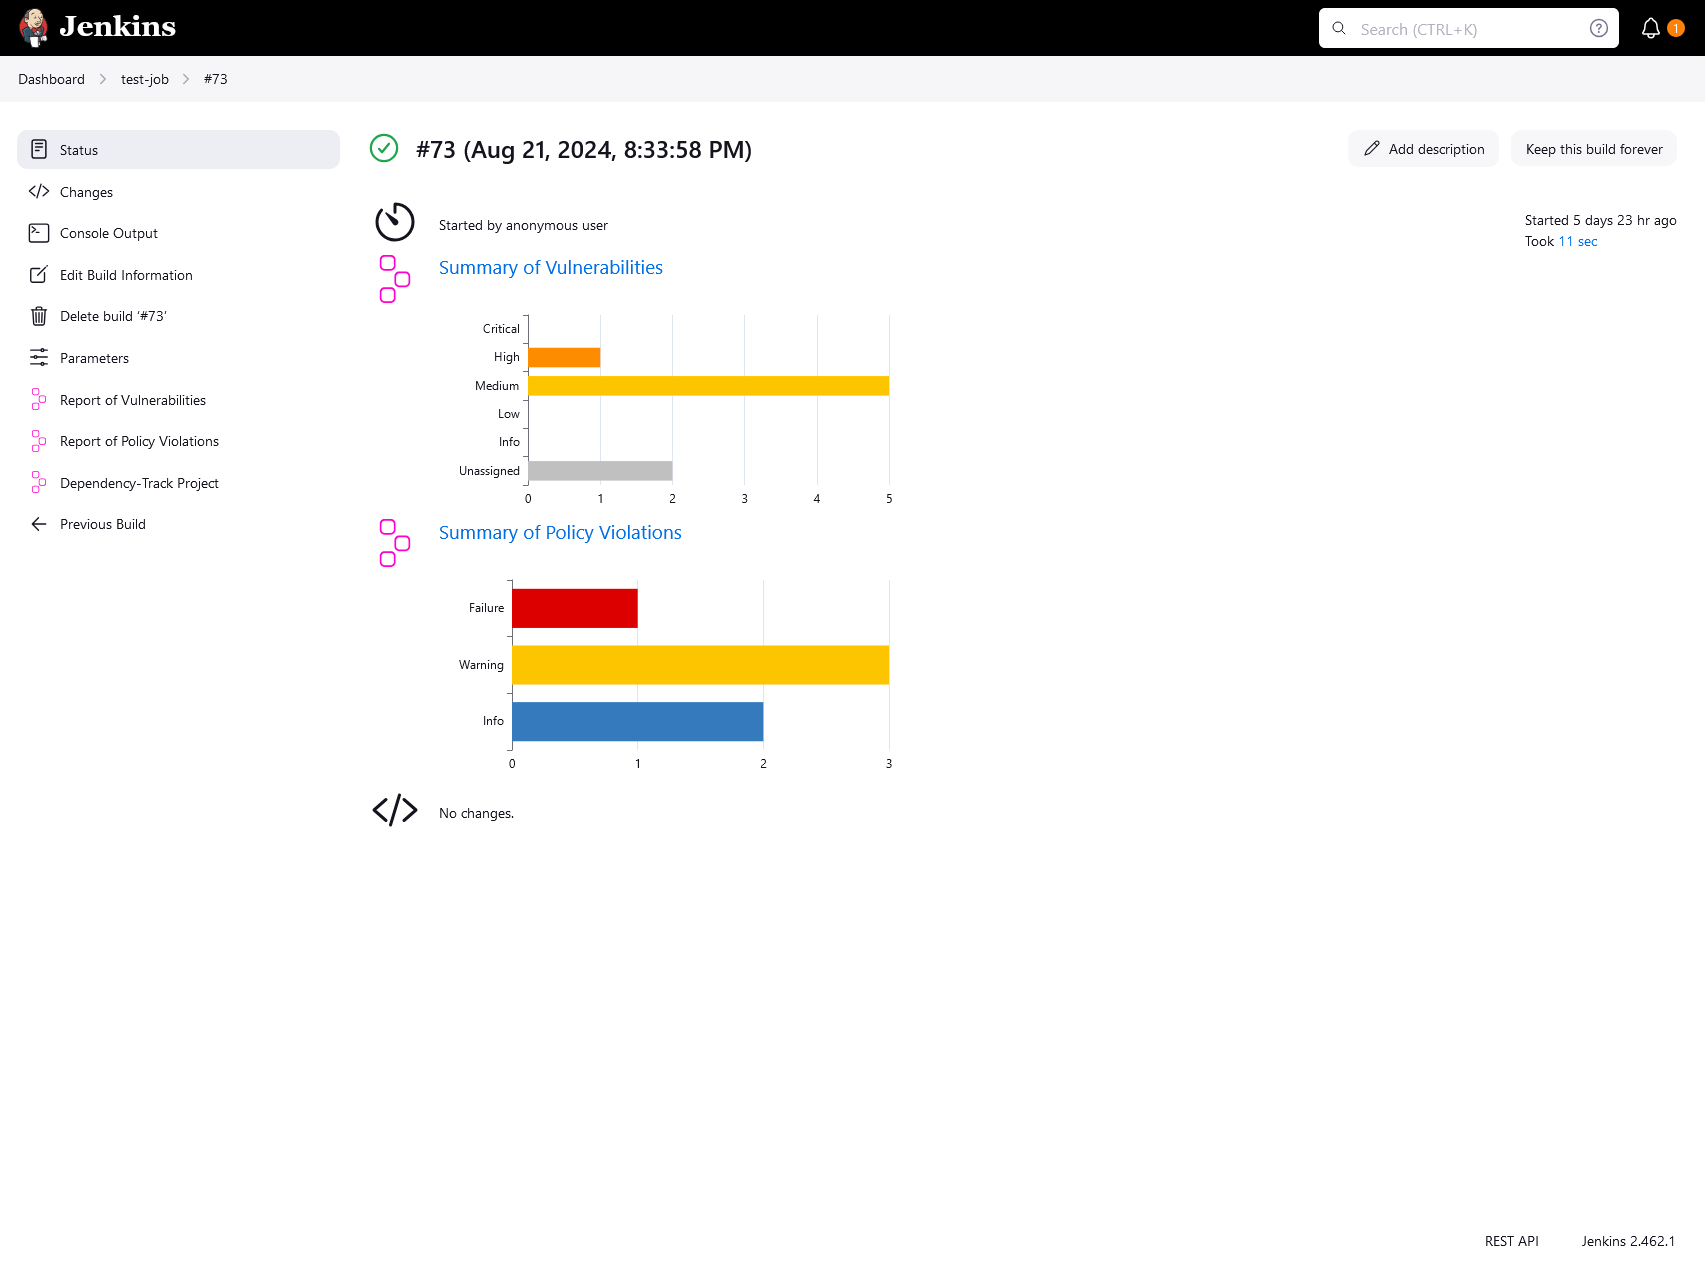 Jenkins
Search (CTRL+K)
1
Dashboard
test-job
#73
Status
Changes
Console Output
Edit Build Information
Delete build ‘#73’
Parameters
Report of Vulnerabilities
Report of Policy Violations
Dependency-Track Project
Previous Build
#73 (Aug 21, 2024, 8:33:58 PM)
Add description
Keep this build forever
Started by anonymous user
Started 5 days 23 hr ago
Took 11 sec
Summary of Vulnerabilities
Critical
High
Medium
Low
Info
Unassigned
0 1 2 3 4 5
Summary of Policy Violations
Failure
Warning
Info
0 1 2 3
No changes.
REST API
Jenkins 2.462.1